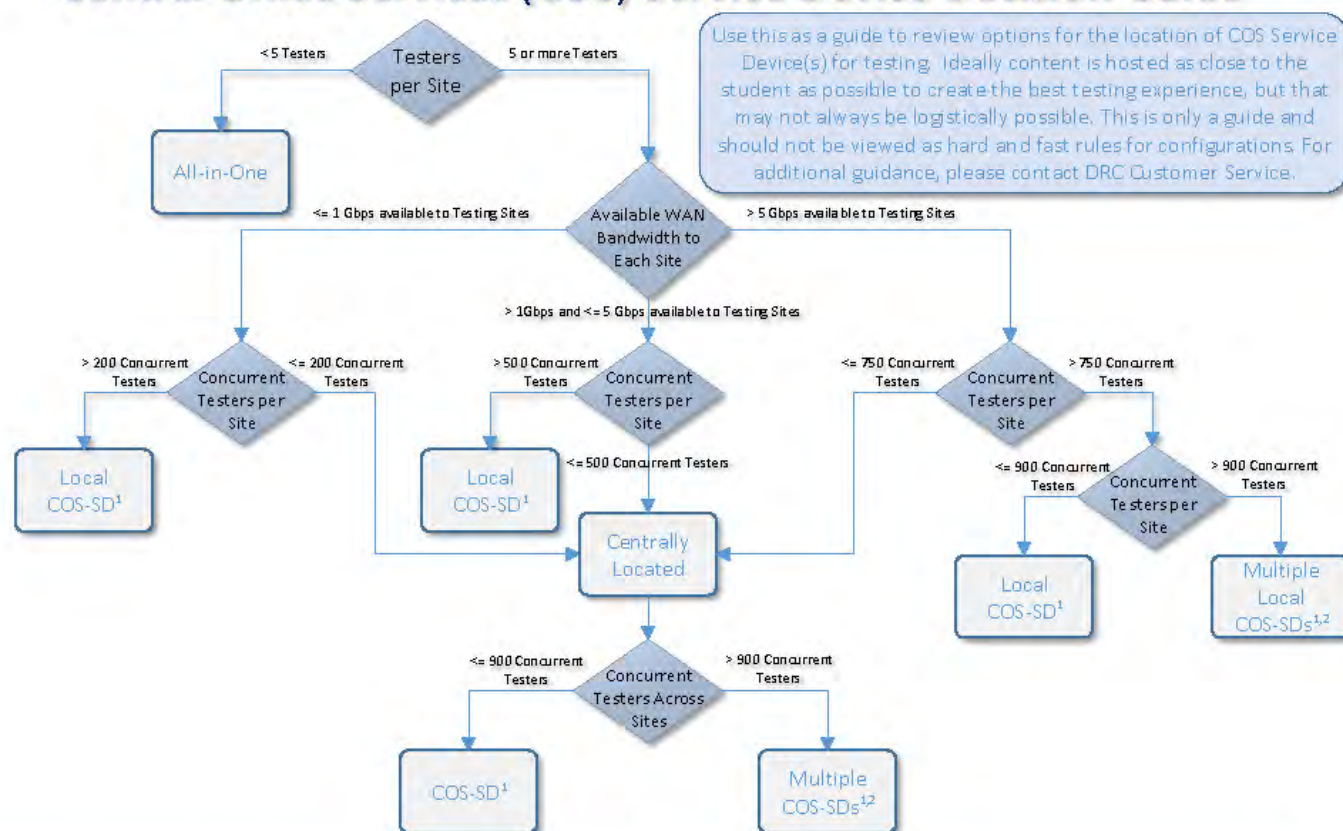 Central Office Services (COS) Service Device Decision Guide
Use this as a guide to review options for the location of COS Service
Device(s) for testing. Ideally content is hosted as close to the
student as possible to create the best testing experience, but that
may not always be logistically possible. This is only a guide and
should not be viewed as hard and fast rules for configurations. For
additional guidance, please contact DRC Customer Service.
< 5 Testers
Testers
per Site
5 or more Testers
All-in-One
<= 1 Gbps available to Testing Sites
Available WAN
Bandwidth to
Each Site
> 5 Gbps available to Testing Sites
> 1Gbps and <= 5 Gbps available to Testing Sites
> 200 Concurrent
Testers
Concurrent
Testers per
Site
<= 200 Concurrent
Testers
> 500 Concurrent
Testers
Concurrent
Testers per
Site
<= 750 Concurrent
Testers
Concurrent
Testers per
Site
> 750 Concurrent
Testers
Local
COS-SD¹
Local
COS-SD¹
<= 500 Concurrent Testers
<= 900 Concurrent
Testers
Concurrent
Testers per
Site
> 900 Concurrent
Testers
Centrally
Located
Local
COS-SD¹
Multiple
Local
COS-SDs¹,²
<= 900 Concurrent
Testers
Concurrent
Testers Across
Sites
> 900 Concurrent
Testers
COS-SD¹
Multiple
COS-SDs¹,²